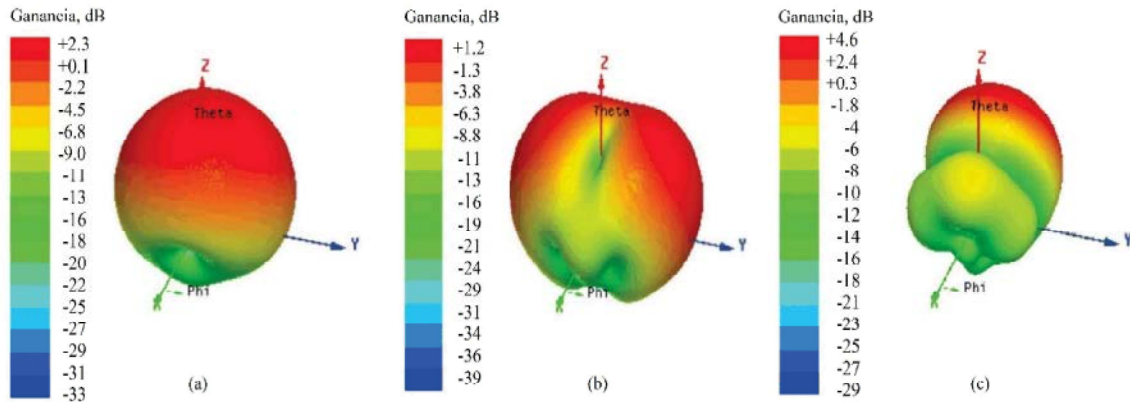 Ganancia, dB
+2.3
+0.1
-2.2
-4.5
-6.8
-9.0
-11
-13
-16
-18
-20
-22
-25
-27
-29
-31
-33
Z
Theta
Y
X
Phi
(a)
Ganancia, dB
+1.2
-1.3
-3.8
-6.3
-8.8
-11
-14
-16
-19
-21
-24
-26
-29
-31
-34
-36
-39
Z
Theta
Y
X
Phi
(b)
Ganancia, dB
+4.6
+2.4
+0.3
-1.8
-4
-6
-8
-10
-12
-14
-16
-18
-21
-23
-25
-27
-29
Z
Theta
Y
X
Phi
(c)